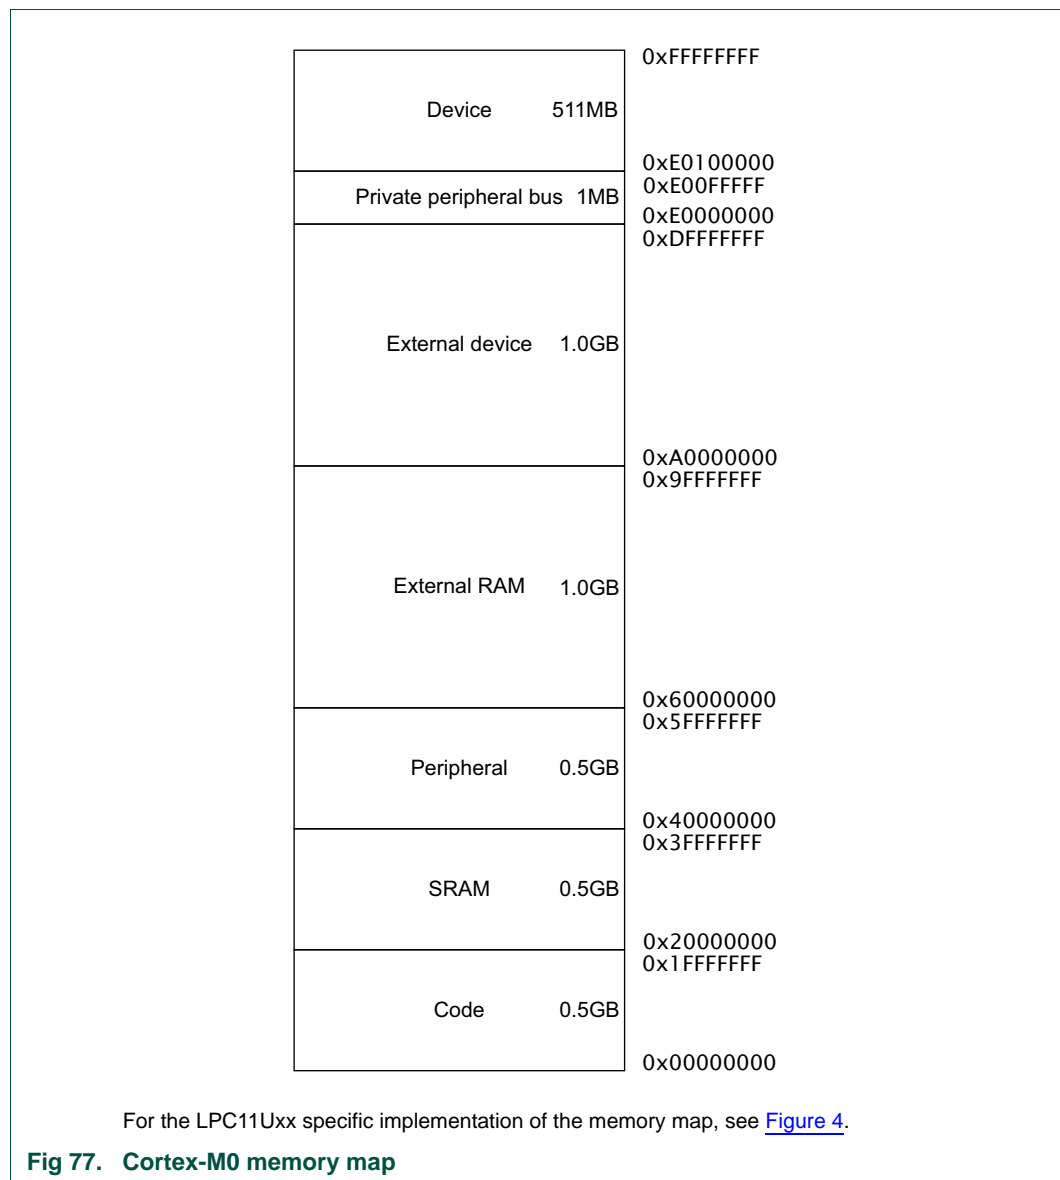 0xFFFFFFFF
Device 511MB
0xE0100000
0xE00FFFFF
Private peripheral bus 1MB
0xE0000000
0xDFFFFFFF
External device 1.0GB
0xA0000000
0x9FFFFFFF
External RAM 1.0GB
0x60000000
0x5FFFFFFF
Peripheral 0.5GB
0x40000000
0x3FFFFFFF
SRAM 0.5GB
0x20000000
0x1FFFFFFF
Code 0.5GB
0x00000000
For the LPC11Uxx specific implementation of the memory map, see Figure 4.
Fig 77. Cortex-M0 memory map